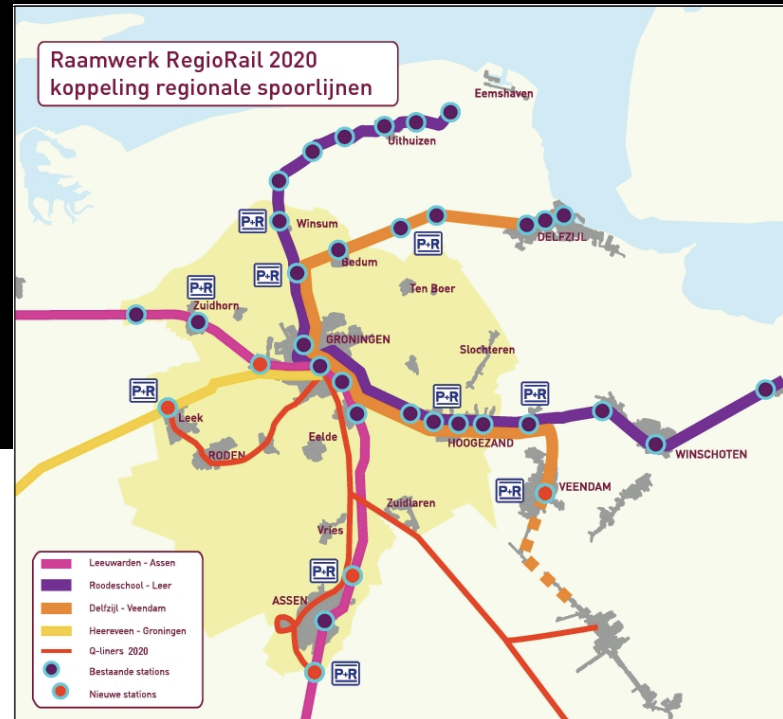 Raamwerk RegioRail 2020
koppeling regionale spoorlijnen
Eemshaven
Uithuizen
P+R
Winsum
P+R
DELFZIJL
Bedum
P+R
P+R
Ten Boer
Zuidhorn
GRONINGEN
Slochteren
P+R
P+R
P+R
Leek
HOOGEZAND
Eelde
RODEN
WINSCHOTEN
P+R
VEENDAM
Zuidlaren
Vries
P+R
ASSEN
P+R
Leeuwarden - Assen
Roodeschool - Leer
Delfzijl - Veendam
Heereveen - Groningen
Q-liners 2020
Bestaande stations
Nieuwe stations